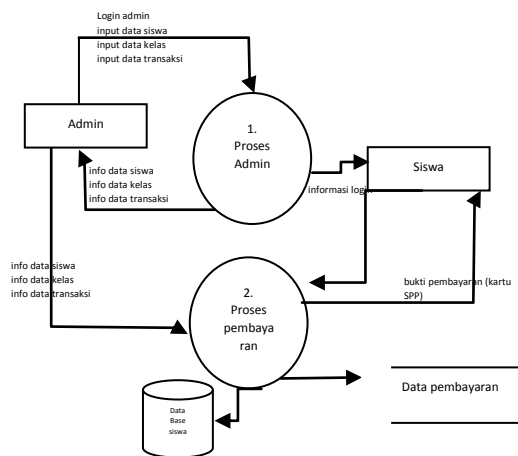 Login admin
input data siswa
input data kelas
input data transaksi
Admin
1.
Proses
Admin
Siswa
info data siswa
info data kelas
info data transaksi
informasi login
info data siswa
info data kelas
info data transaksi
2.
Proses
pembaya
ran
bukti pembayaran (kartu
SPP)
Data pembayaran
Data
Base
siswa